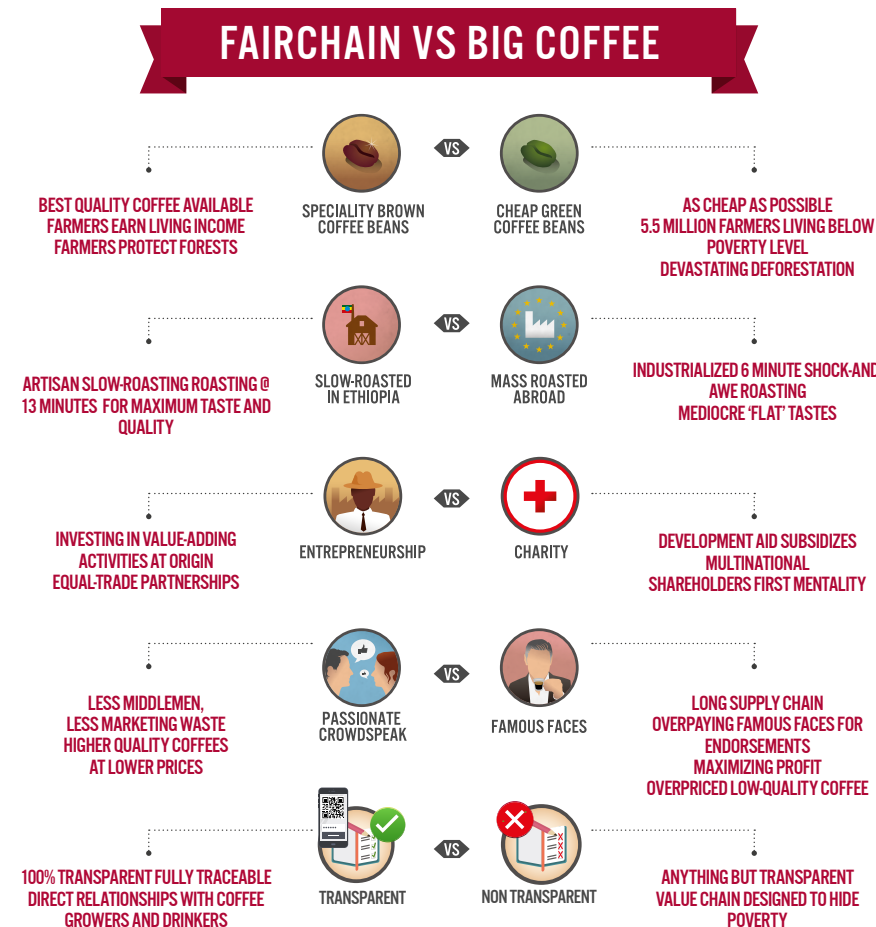 FAIRCHAIN VS BIG COFFEE
VS
BEST QUALITY COFFEE AVAILABLE
FARMERS EARN LIVING INCOME
FARMERS PROTECT FORESTS
SPECIALITY BROWN
COFFEE BEANS
CHEAP GREEN
COFFEE BEANS
AS CHEAP AS POSSIBLE
5.5 MILLION FARMERS LIVING BELOW
POVERTY LEVEL
DEVASTATING DEFORESTATION
VS
ARTISAN SLOW-ROASTING ROASTING @
13 MINUTES FOR MAXIMUM TASTE AND
QUALITY
SLOW-ROASTED
IN ETHIOPIA
MASS ROASTED
ABROAD
INDUSTRIALIZED 6 MINUTE SHOCK-AND
AWE ROASTING
MEDIOCRE ‘FLAT’ TASTES
VS
INVESTING IN VALUE-ADDING
ACTIVITIES AT ORIGIN
EQUAL-TRADE PARTNERSHIPS
ENTREPRENEURSHIP
CHARITY
DEVELOPMENT AID SUBSIDIZES
MULTINATIONAL
SHAREHOLDERS FIRST MENTALITY
VS
LESS MIDDLEMEN,
LESS MARKETING WASTE
HIGHER QUALITY COFFEES
AT LOWER PRICES
PASSIONATE
CROWDSPEAK
FAMOUS FACES
LONG SUPPLY CHAIN
OVERPAYING FAMOUS FACES FOR
ENDORSEMENTS
MAXIMIZING PROFIT
OVERPRICED LOW-QUALITY COFFEE
VS
100% TRANSPARENT FULLY TRACEABLE
DIRECT RELATIONSHIPS WITH COFFEE
GROWERS AND DRINKERS
TRANSPARENT
NON TRANSPARENT
ANYTHING BUT TRANSPARENT
VALUE CHAIN DESIGNED TO HIDE
POVERTY